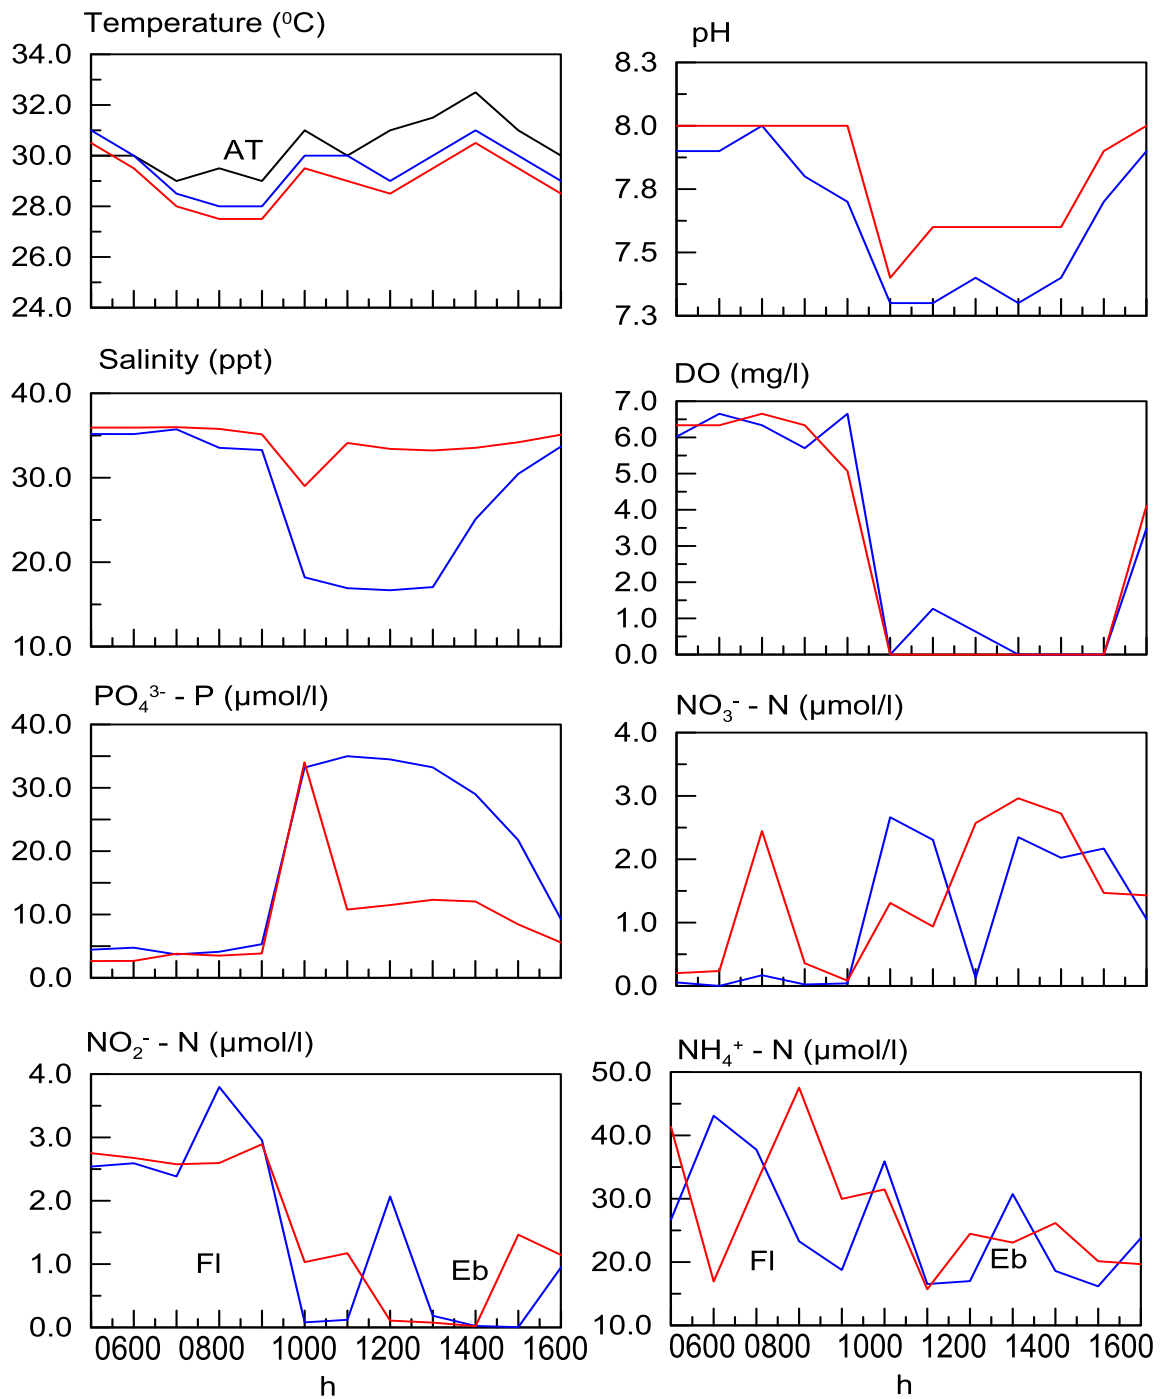 Temperature (⁰C)
34.0
32.0
30.0
28.0
26.0
24.0
AT
pH
8.3
8.0
7.8
7.5
7.3
Salinity (ppt)
40.0
30.0
20.0
10.0
DO (mg/l)
7.0
6.0
5.0
4.0
3.0
2.0
1.0
0.0
PO₄³⁻ - P (µmol/l)
40.0
30.0
20.0
10.0
0.0
NO₃⁻ - N (µmol/l)
4.0
3.0
2.0
1.0
0.0
NO₂⁻ - N (µmol/l)
4.0
3.0
2.0
1.0
0.0
Fl
Eb
0600 0800 1000 1200 1400 1600
h
NH₄⁺ - N (µmol/l)
50.0
40.0
30.0
20.0
10.0
Fl
Eb
0600 0800 1000 1200 1400 1600
h